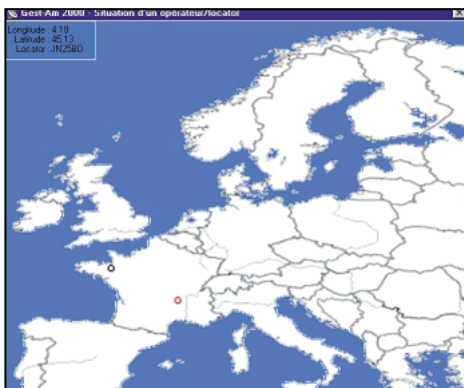 Gest-Am 2000 - Situation d'un opérateur/locator
Longitude : 4.10
Latitude : 45.13
Locator : JN25BD